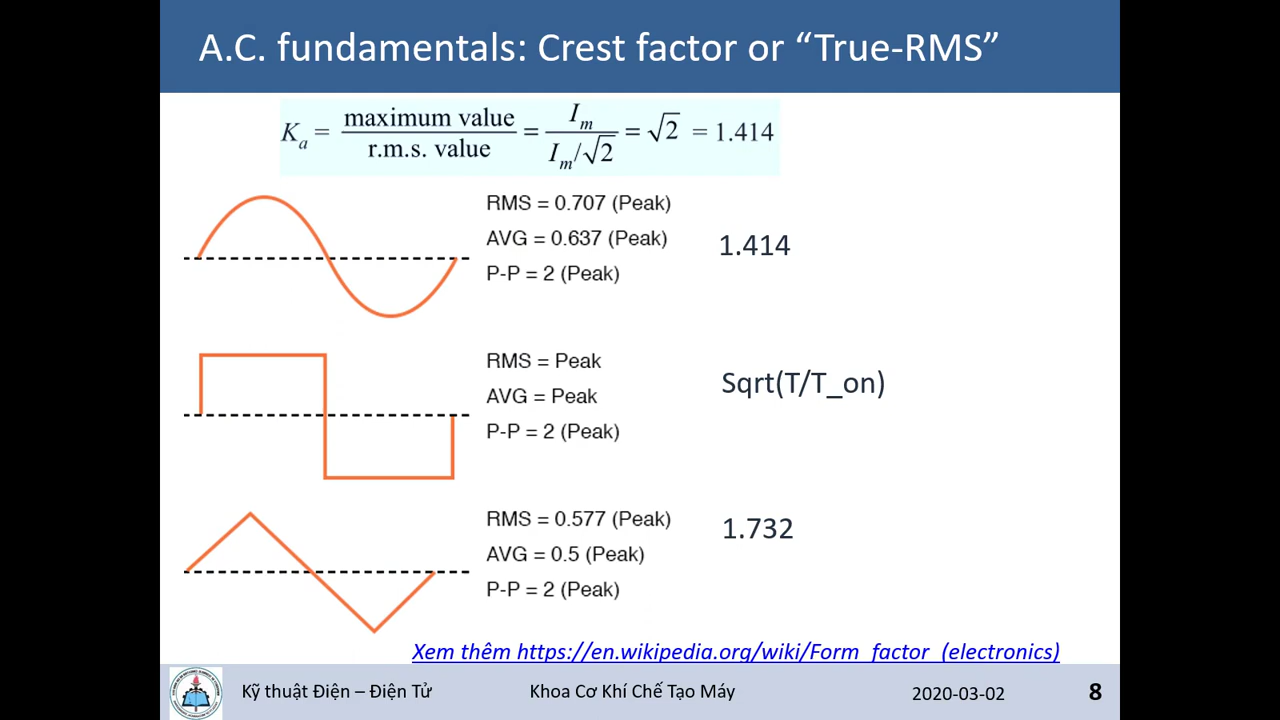 A.C. fundamentals: Crest factor or “True-RMS”
K_a = maximum value / r.m.s. value = I_m / (I_m/√2) = √2 = 1.414
RMS = 0.707 (Peak)
AVG = 0.637 (Peak)
P-P = 2 (Peak)
1.414
RMS = Peak
AVG = Peak
P-P = 2 (Peak)
Sqrt(T/T_on)
RMS = 0.577 (Peak)
AVG = 0.5 (Peak)
P-P = 2 (Peak)
1.732
Xem thêm https://en.wikipedia.org/wiki/Form_factor_(electronics)
Kỹ thuật Điện – Điện Tử
Khoa Cơ Khí Chế Tạo Máy
2020-03-02
8